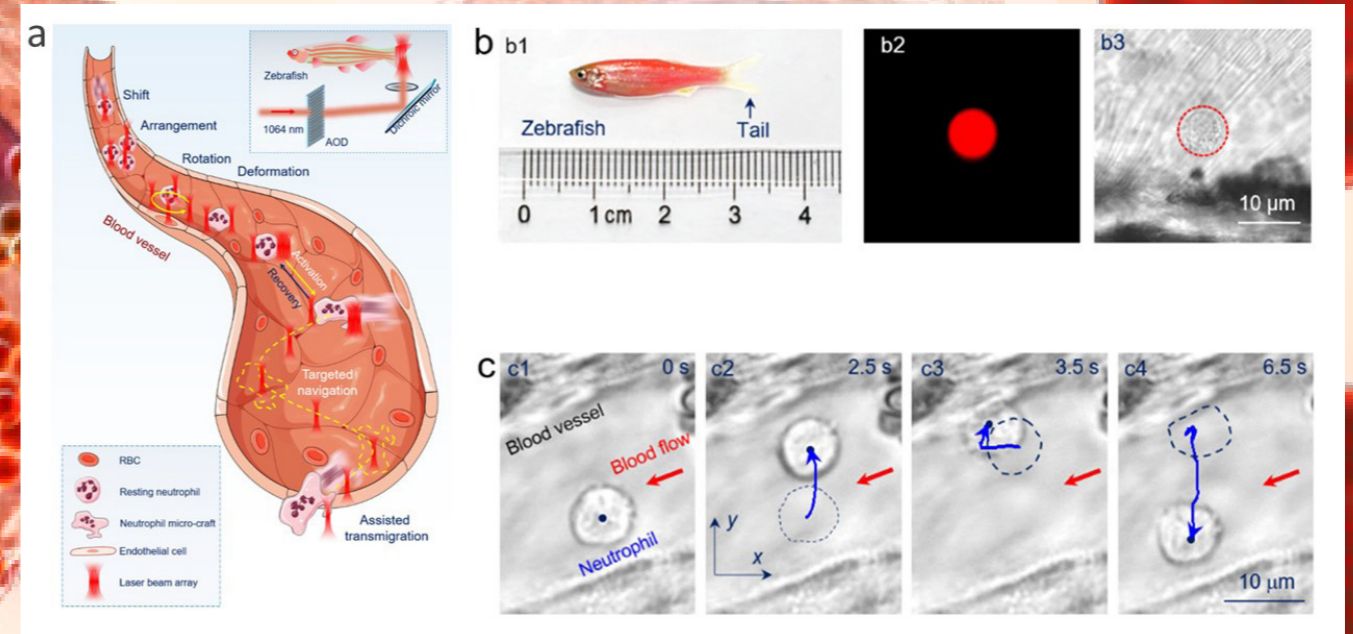 a
Zebrafish
1064 nm
AOD
Dichroic mirror
Shift
Arrangement
Rotation
Deformation
Blood vessel
Activation
Recovery
Targeted
navigation
Assisted
transmigration
RBC
Resting neutrophil
Neutrophil micro-craft
Endothelial cell
Laser beam array
b
b1
Zebrafish
Tail
0 1 cm 2 3 4
b2
b3
10 µm
c
c1
0 s
Blood vessel
Blood flow
Neutrophil
c2
2.5 s
y
x
c3
3.5 s
c4
6.5 s
10 µm